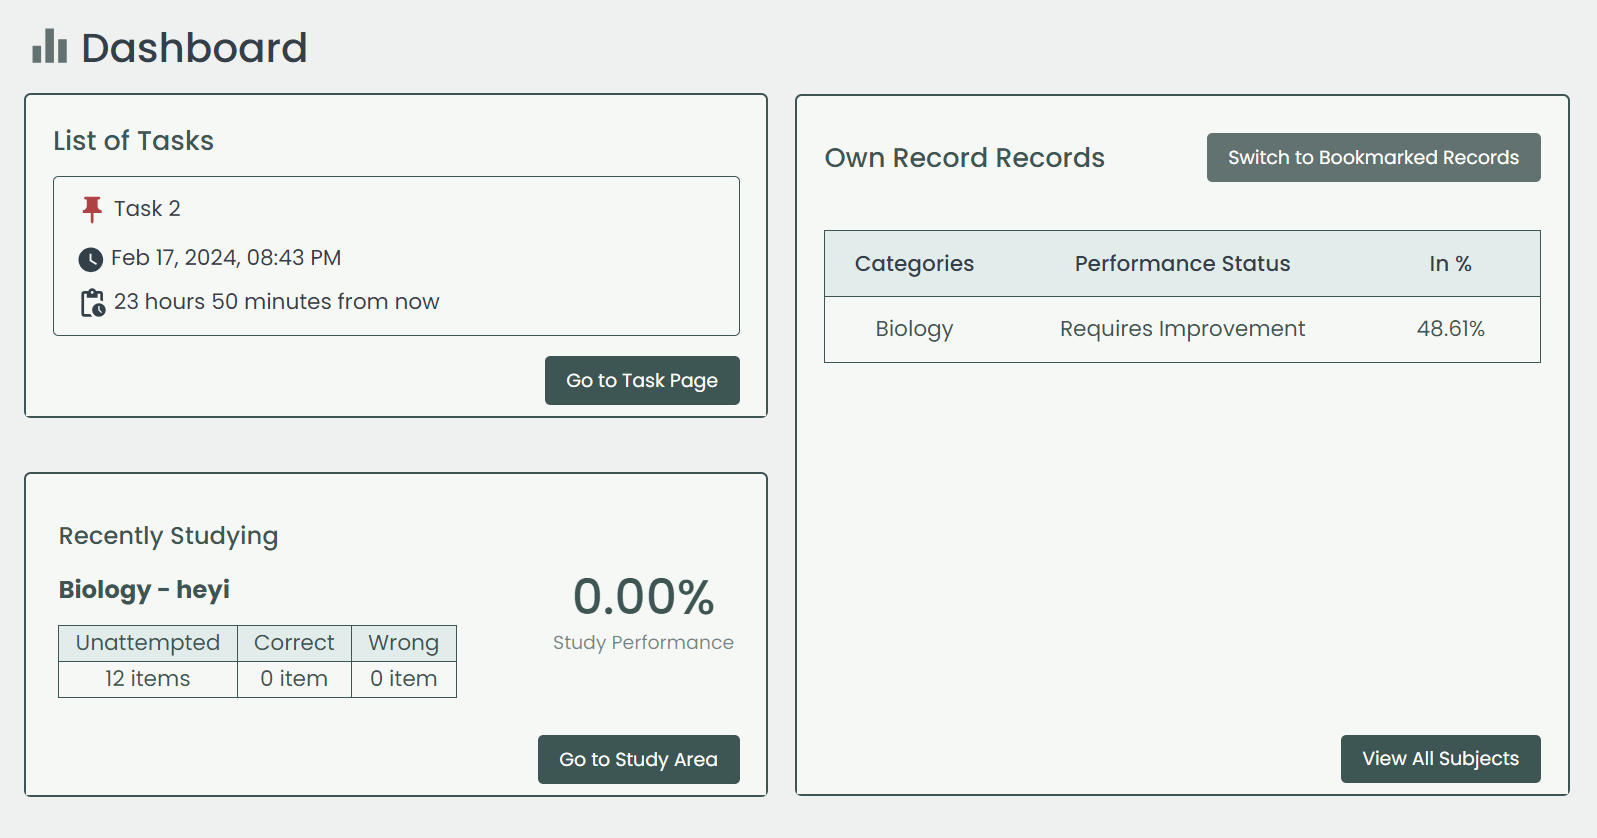 Dashboard
List of Tasks
Task 2
Feb 17, 2024, 08:43 PM
23 hours 50 minutes from now
Go to Task Page
Recently Studying
Biology - heyi
Unattempted Correct Wrong
12 items 0 item 0 item
0.00%
Study Performance
Go to Study Area
Own Record Records
Switch to Bookmarked Records
Categories Performance Status In %
Biology Requires Improvement 48.61%
View All Subjects